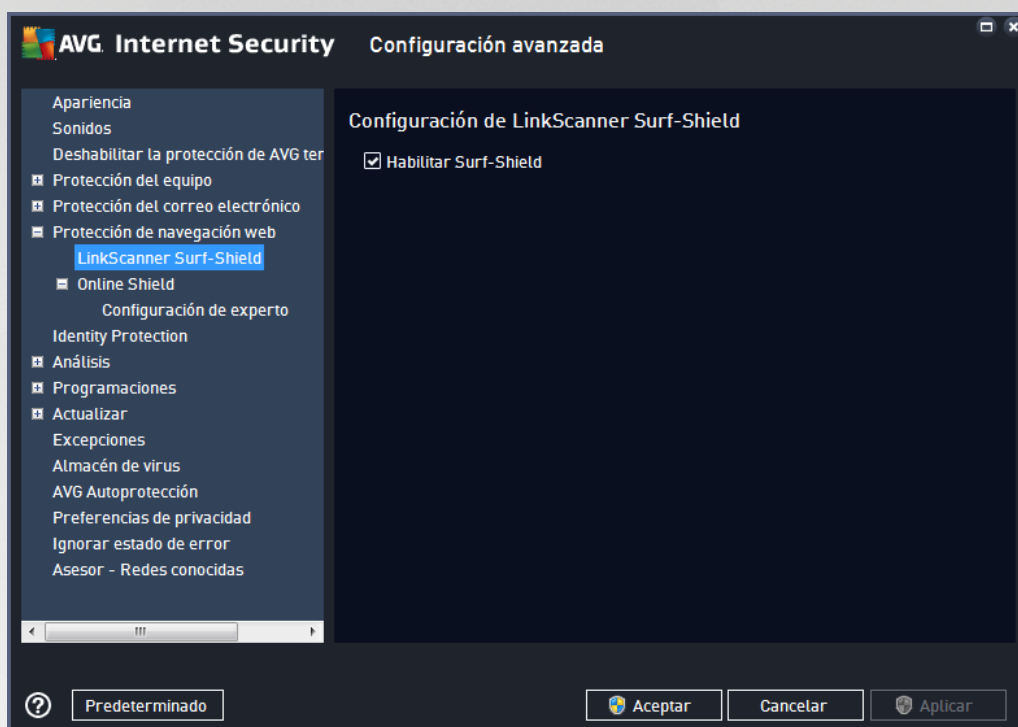 AVG. Internet Security Configuración avanzada
Apariencia
Sonidos
Deshabilitar la protección de AVG ter
Protección del equipo
Protección del correo electrónico
Protección de navegación web
LinkScanner Surf-Shield
Online Shield
Configuración de experto
Identity Protection
Análisis
Programaciones
Actualizar
Excepciones
Almacén de virus
AVG Autoprotección
Preferencias de privacidad
Ignorar estado de error
Asesor - Redes conocidas
Configuración de LinkScanner Surf-Shield
Habilitar Surf-Shield
Predeterminado
Aceptar
Cancelar
Aplicar